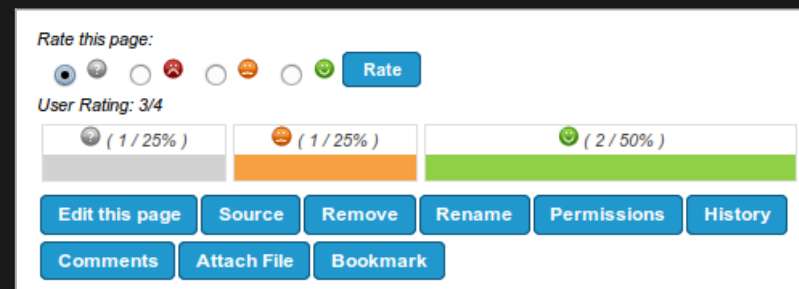 Rate this page:
Rate
User Rating: 3/4
( 1 / 25% ) ( 1 / 25% ) ( 2 / 50% )
Edit this page Source Remove Rename Permissions History
Comments Attach File Bookmark